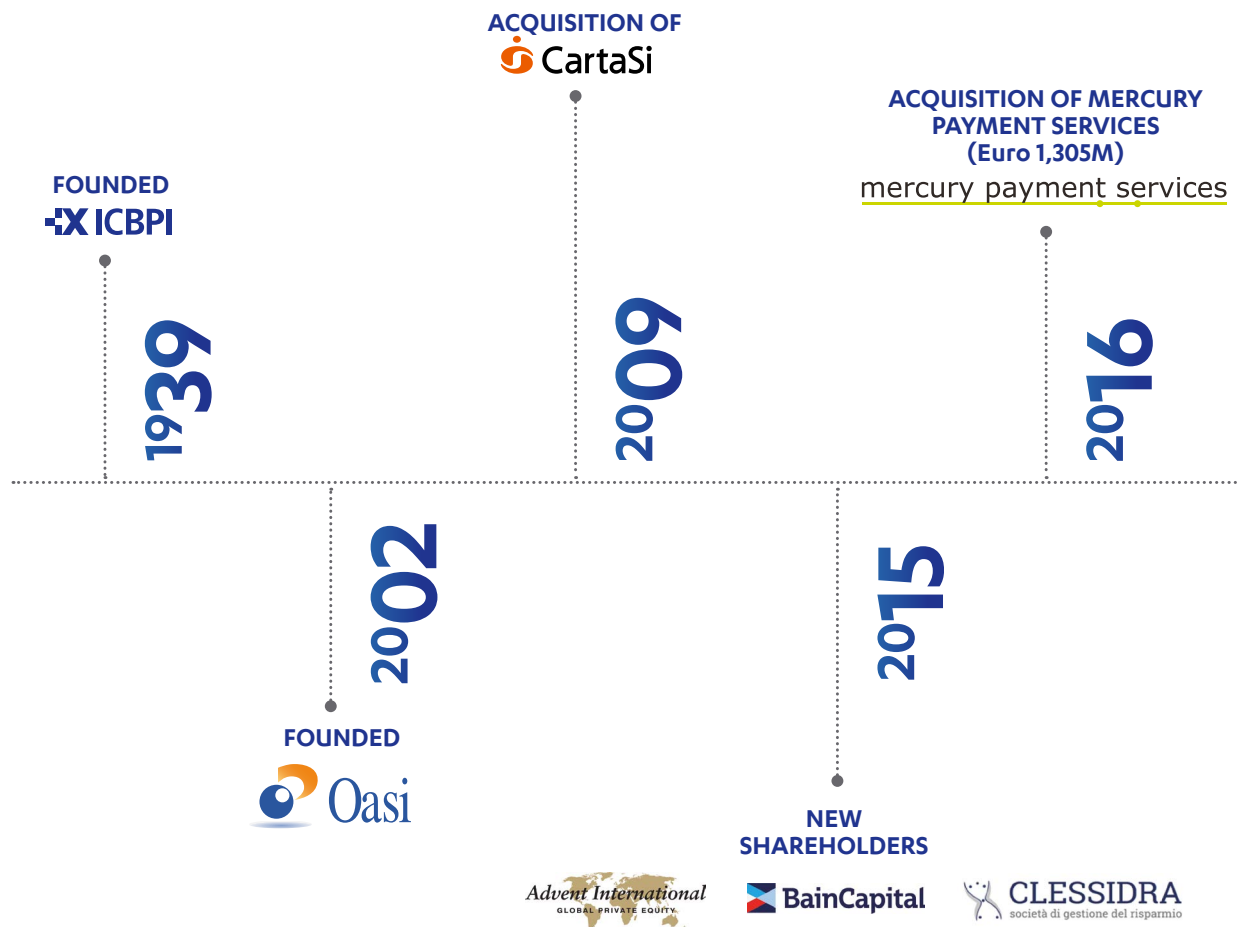 ACQUISITION OF
CartaSi
ACQUISITION OF MERCURY
PAYMENT SERVICES
(Euro 1,305M)
mercury payment services
FOUNDED
ICBPI
1939
2009
2016
2002
2015
FOUNDED
Oasi
NEW
SHAREHOLDERS
Advent International
GLOBAL PRIVATE EQUITY
BainCapital
CLESSIDRA
società di gestione del risparmio